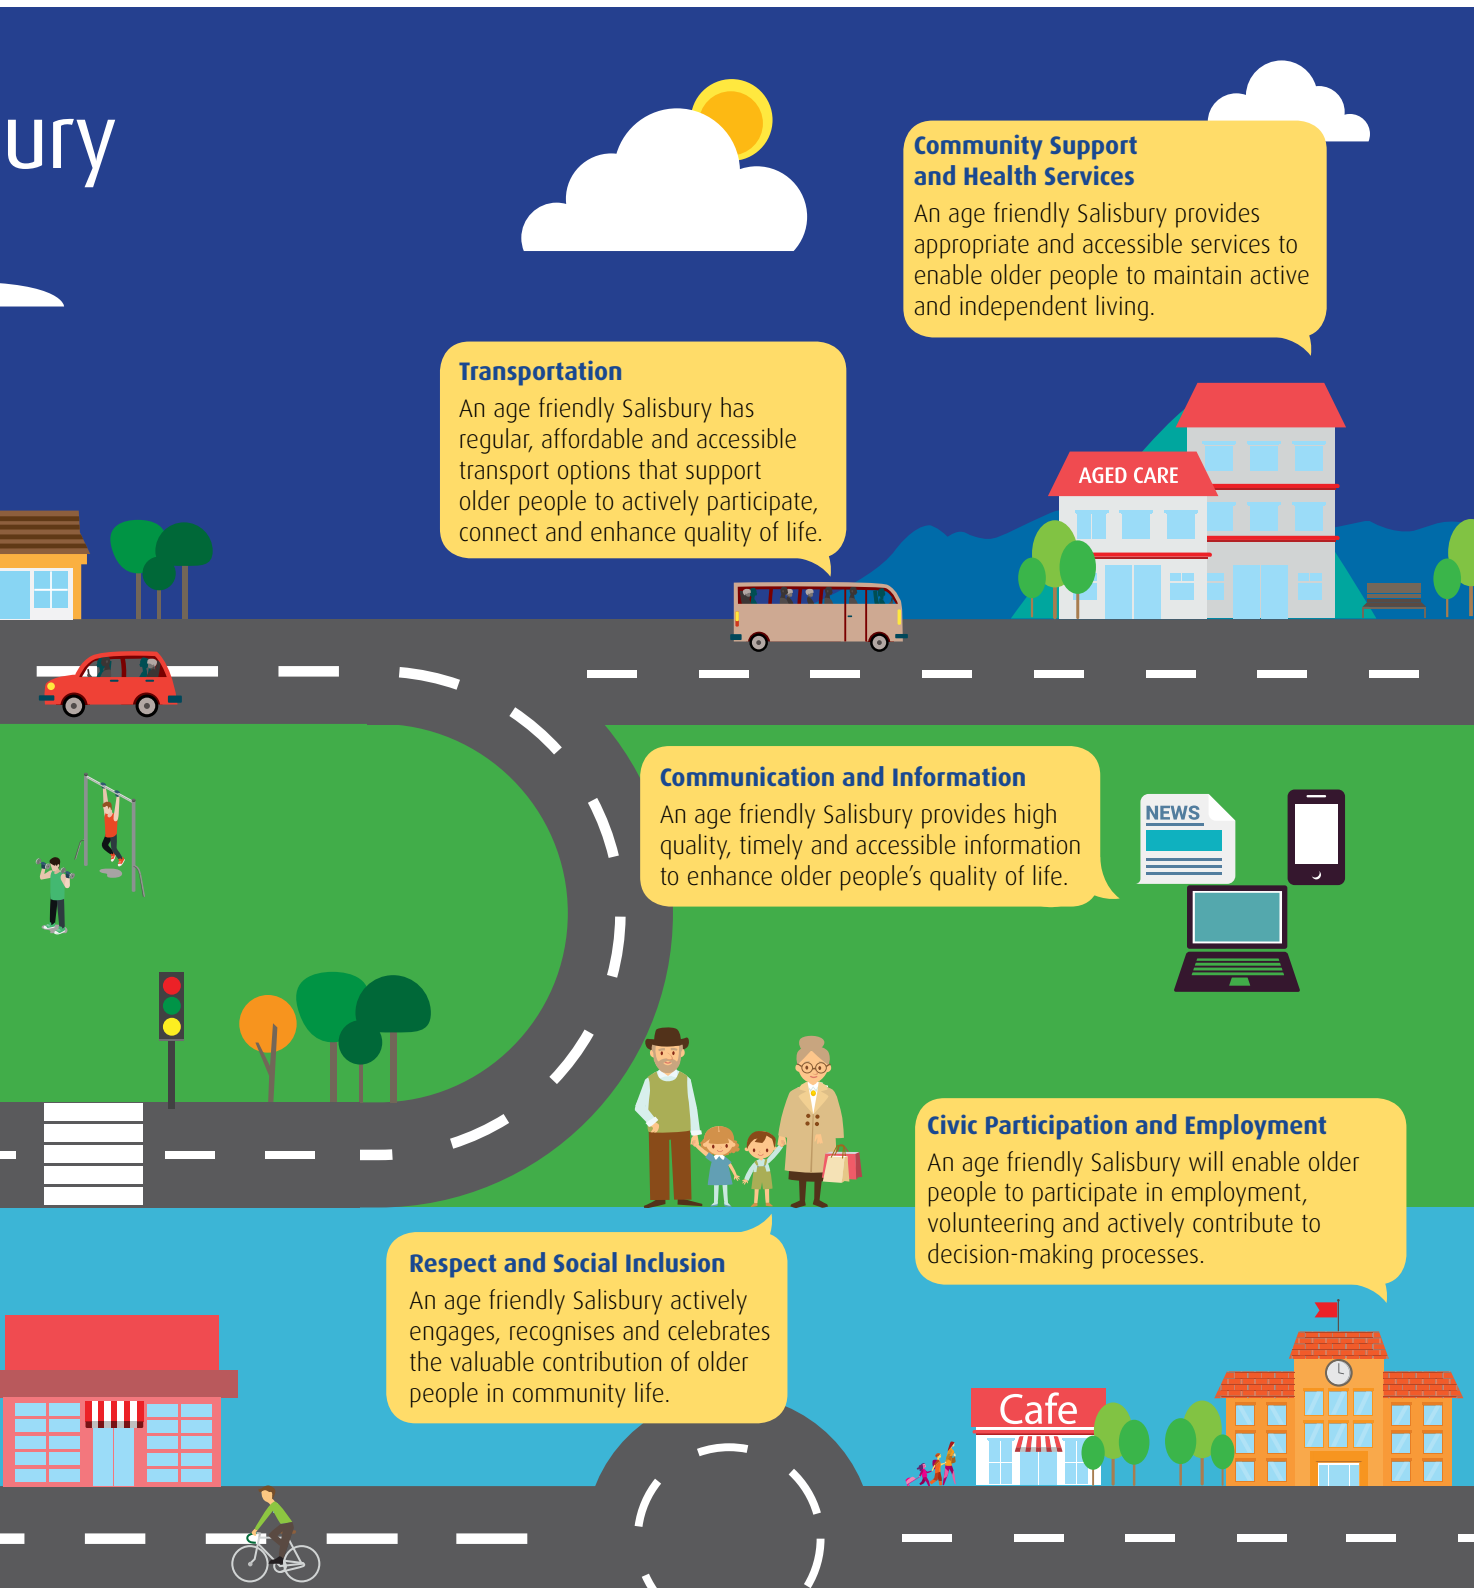 ury
Community Support
and Health Services
An age friendly Salisbury provides
appropriate and accessible services to
enable older people to maintain active
and independent living.
Transportation
An age friendly Salisbury has
regular, affordable and accessible
transport options that support
older people to actively participate,
connect and enhance quality of life.
AGED CARE
Communication and Information
An age friendly Salisbury provides high
quality, timely and accessible information
to enhance older people’s quality of life.
NEWS
Civic Participation and Employment
An age friendly Salisbury will enable older
people to participate in employment,
volunteering and actively contribute to
decision-making processes.
Respect and Social Inclusion
An age friendly Salisbury actively
engages, recognises and celebrates
the valuable contribution of older
people in community life.
Cafe